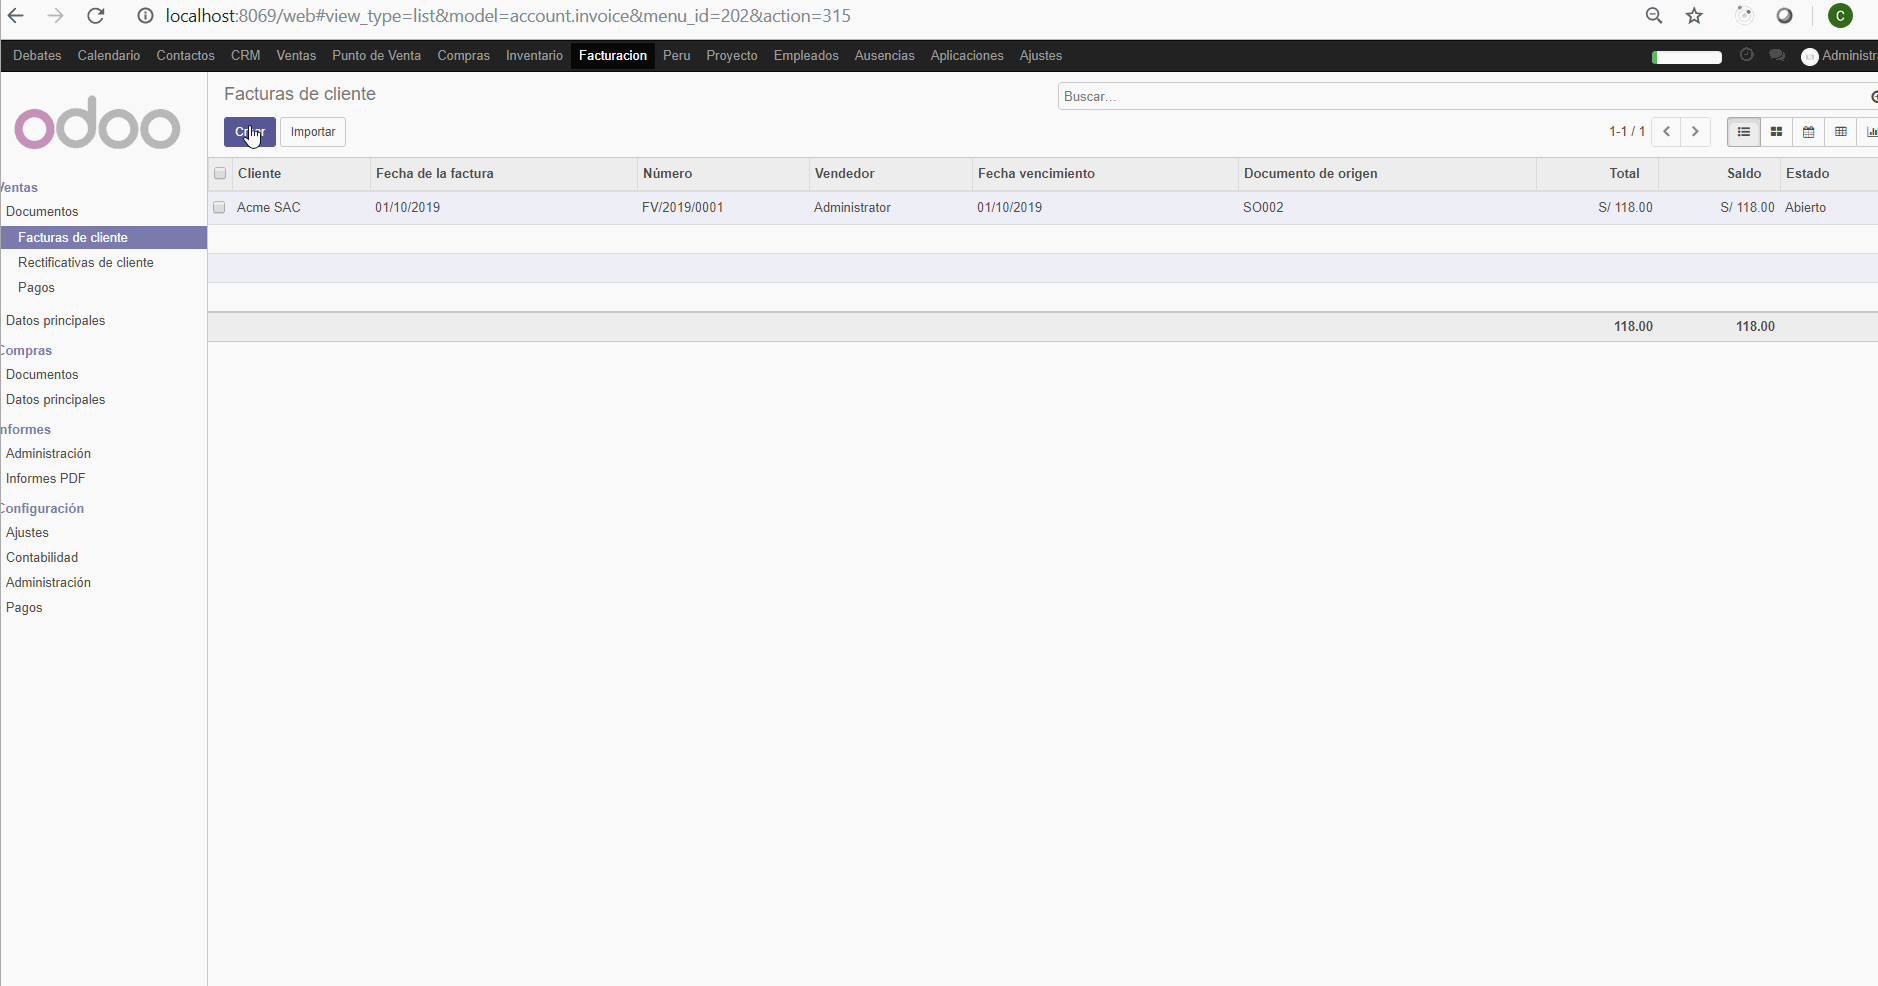 localhost:8069/web#view_type=list&model=account.invoice&menu_id=202&action=315
C
Debates Calendario Contactos CRM Ventas Punto de Venta Compras Inventario Facturacion Peru Proyecto Empleados Ausencias Aplicaciones Ajustes Administra
odoo
Facturas de cliente
Buscar...
Importar
1-1 / 1
Cliente Fecha de la factura Número Vendedor Fecha vencimiento Documento de origen Total Saldo Estado
Acme SAC 01/10/2019 FV/2019/0001 Administrator 01/10/2019 SO002 S/ 118.00 S/ 118.00 Abierto
118.00 118.00
entas
Documentos
Facturas de cliente
Rectificativas de cliente
Pagos
Datos principales
ompras
Documentos
Datos principales
nformes
Administración
Informes PDF
onfiguración
Ajustes
Contabilidad
Administración
Pagos